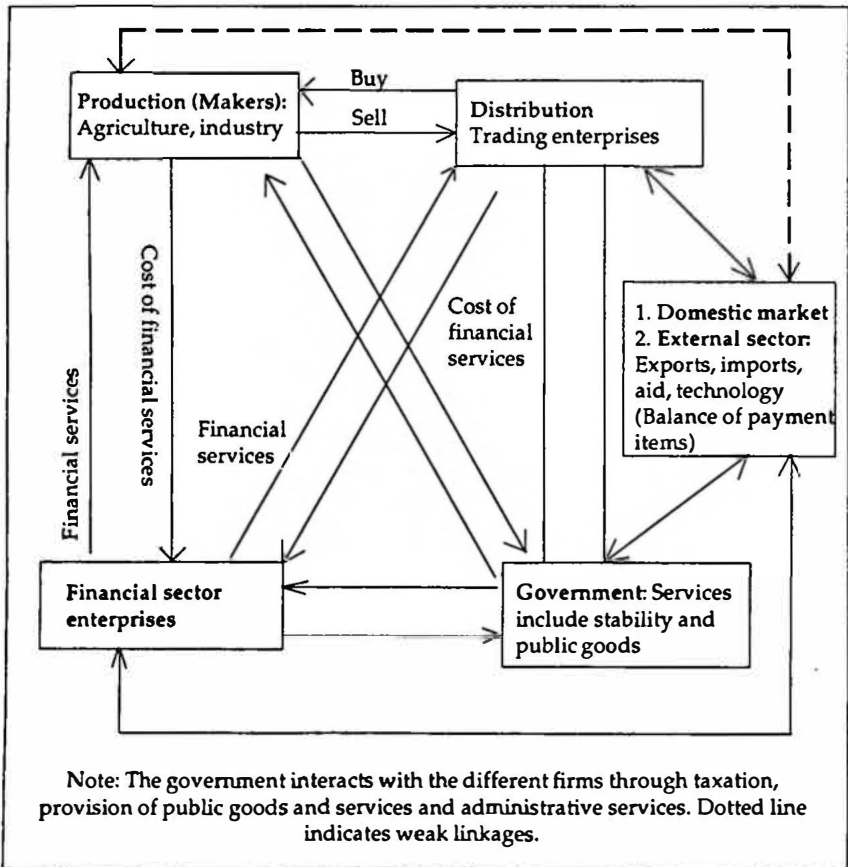 Buy
Production (Makers):
Agriculture, industry
Sell
Distribution
Trading enterprises
Financial services
Cost of financial services
Cost of
financial
services
Financial
services
1. Domestic market
2. External sector:
Exports, imports,
aid, technology
(Balance of payment
items)
Financial sector
enterprises
Government: Services
include stability and
public goods
Note: The government interacts with the different firms through taxation,
provision of public goods and services and administrative services. Dotted line
indicates weak linkages.